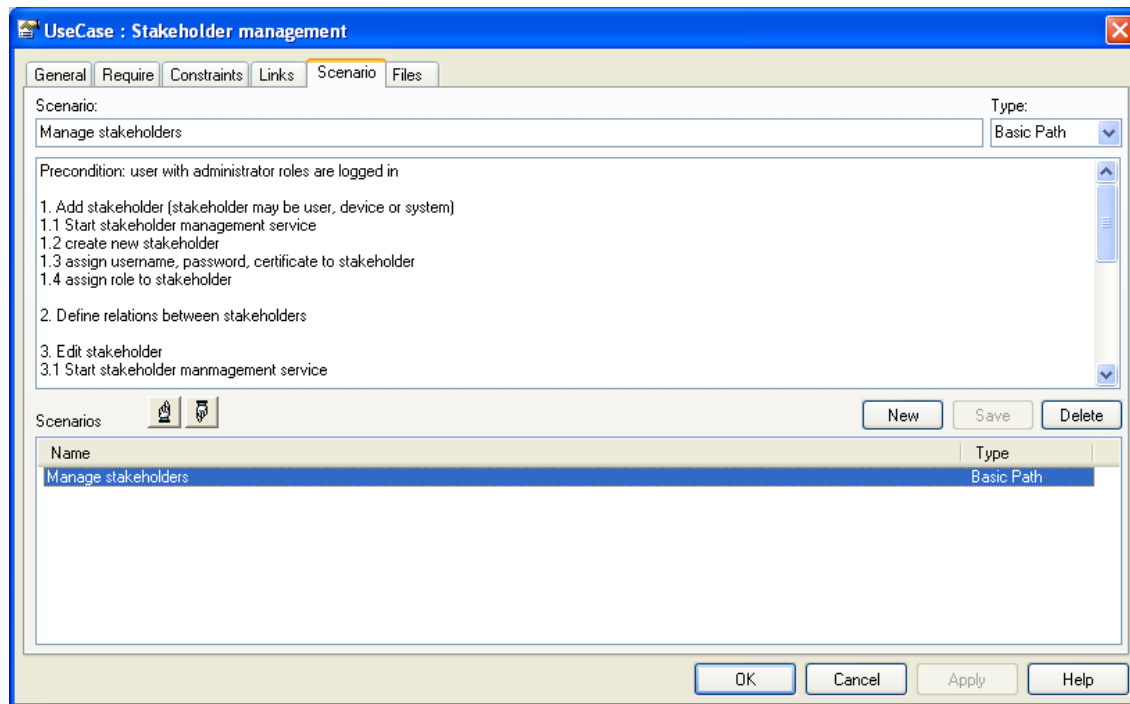 UseCase : Stakeholder management
General Require Constraints Links Scenario Files
Scenario: Type:
Manage stakeholders Basic Path
Precondition: user with administrator roles are logged in
1. Add stakeholder (stakeholder may be user, device or system)
1.1 Start stakeholder management service
1.2 create new stakeholder
1.3 assign username, password, certificate to stakeholder
1.4 assign role to stakeholder
2. Define relations between stakeholders
3. Edit stakeholder
3.1 Start stakeholder manmagement service
Scenarios New Save Delete
Name Type
Manage stakeholders Basic Path
OK Cancel Apply Help